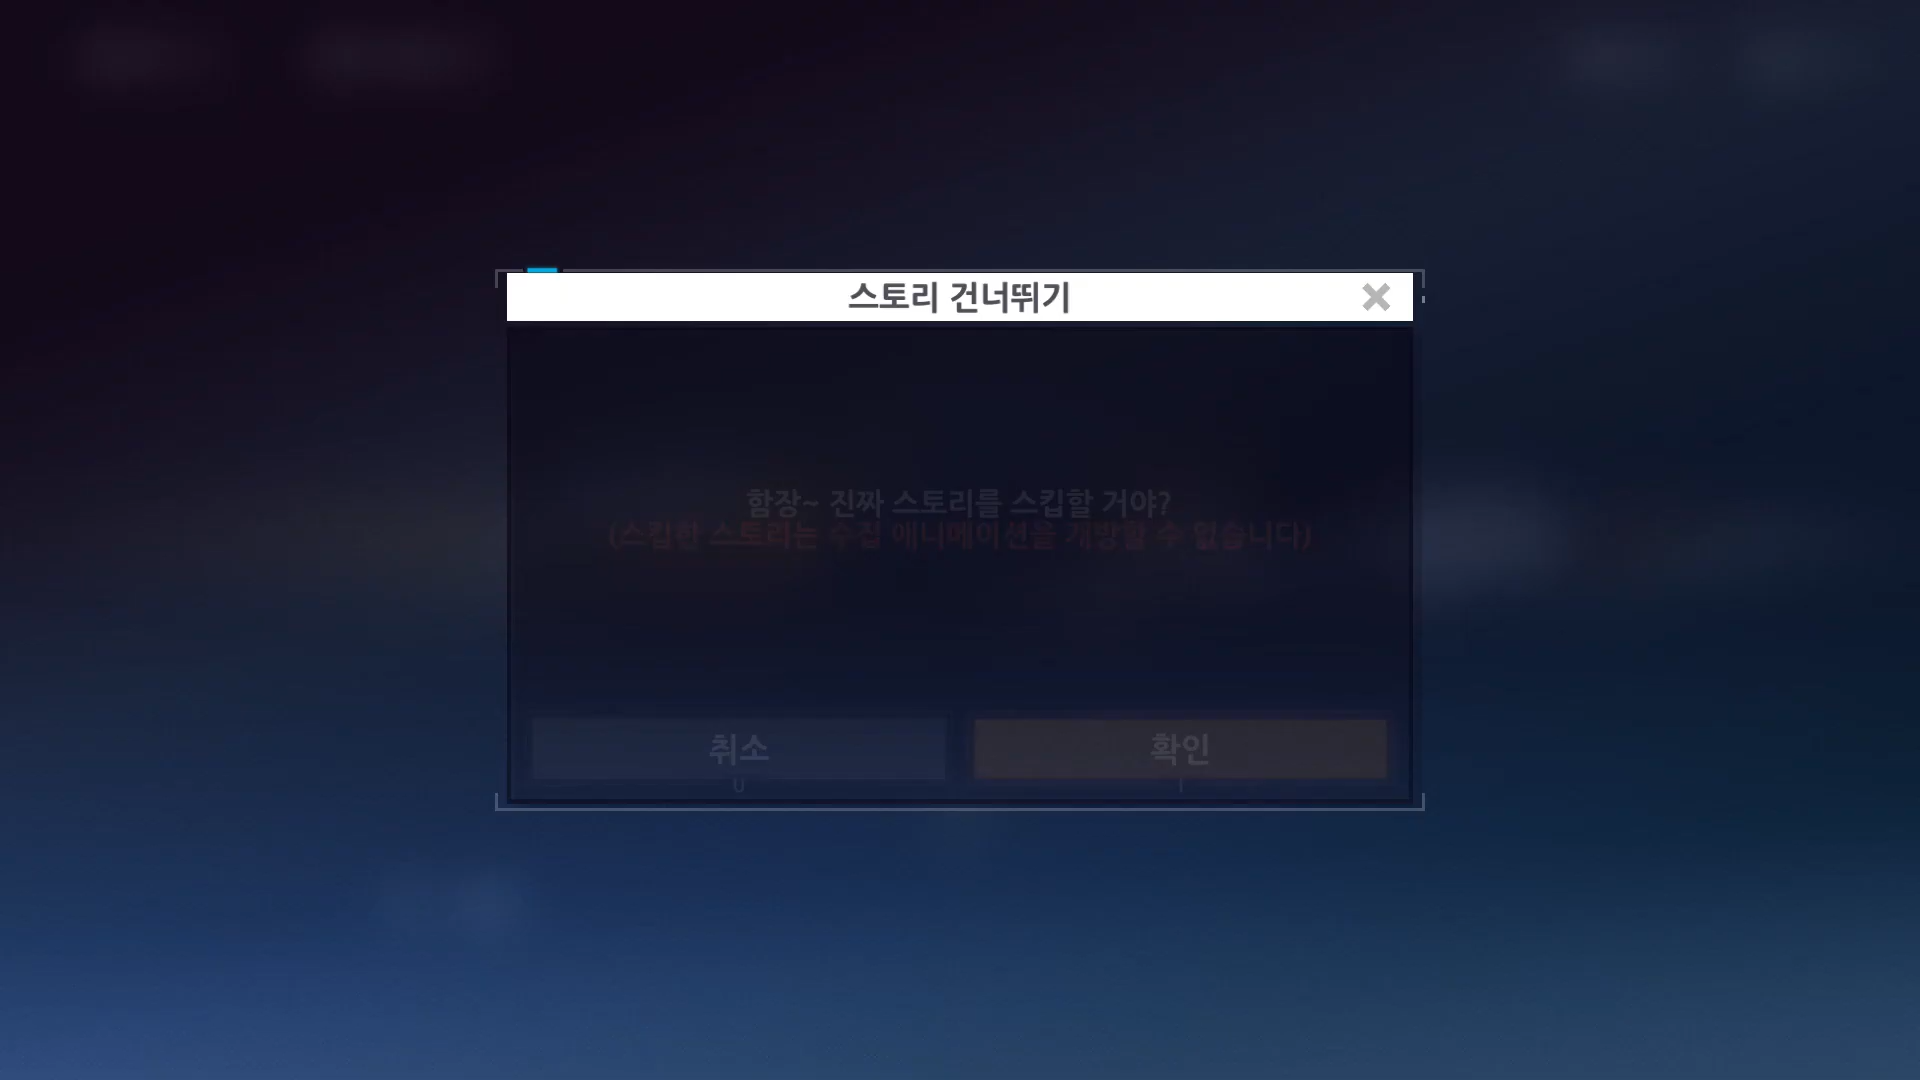 스토리 건너뛰기
함장~ 진짜 스토리를 스킵할 거야?
(스킵한 스토리는 수집 애니메이션을 개방할 수 없습니다)
취소
확인